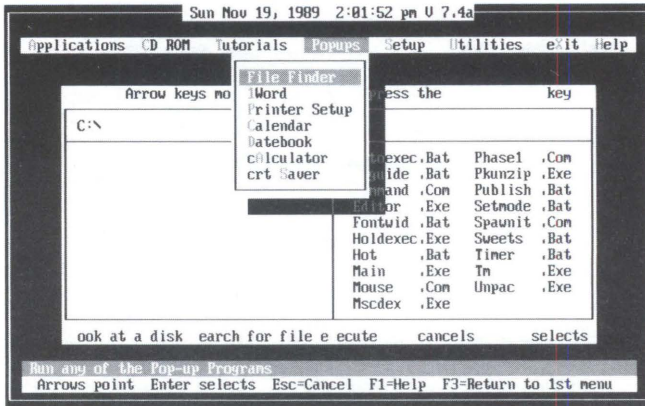 Sun Nov 19, 1989 2:01:52 pm V 7.4a
Applications CD ROM Tutorials Popups Setup Utilities eXit Help
File Finder
1Word
Printer Setup
Calendar
Datebook
cAlculator
crt Saver
Arrow keys mo ess the key
C:\
toexec.Bat Phase1 .Com
uide .Bat Pkunzip .Exe
mand .Com Publish .Bat
Editor .Exe Setmode .Bat
Fontwid .Bat Spawnit .Com
Holdexec.Exe Sweets .Bat
Hot .Bat Timer .Bat
Main .Exe Tm .Exe
Mouse .Com Unpac .Exe
Mscdex .Exe
ook at a disk earch for file e ecute cancels selects
Run any of the Pop-up Programs
Arrows point Enter selects Esc=Cancel F1=Help F3=Return to 1st menu